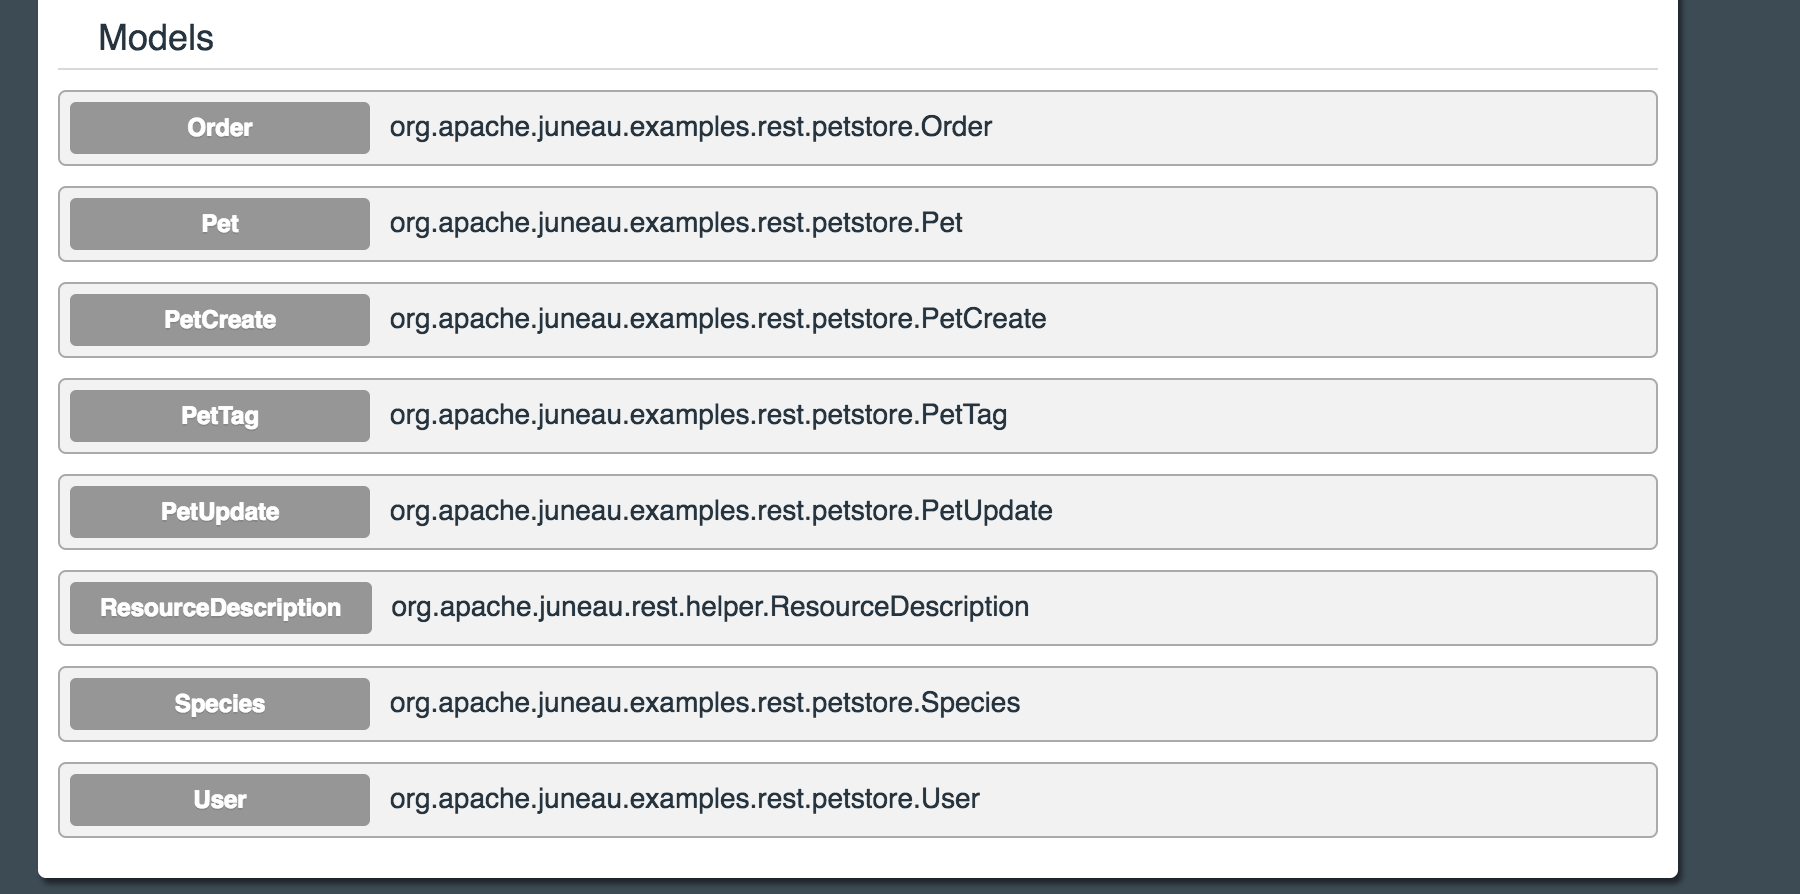 Models
Order org.apache.juneau.examples.rest.petstore.Order
Pet org.apache.juneau.examples.rest.petstore.Pet
PetCreate org.apache.juneau.examples.rest.petstore.PetCreate
PetTag org.apache.juneau.examples.rest.petstore.PetTag
PetUpdate org.apache.juneau.examples.rest.petstore.PetUpdate
ResourceDescription org.apache.juneau.rest.helper.ResourceDescription
Species org.apache.juneau.examples.rest.petstore.Species
User org.apache.juneau.examples.rest.petstore.User